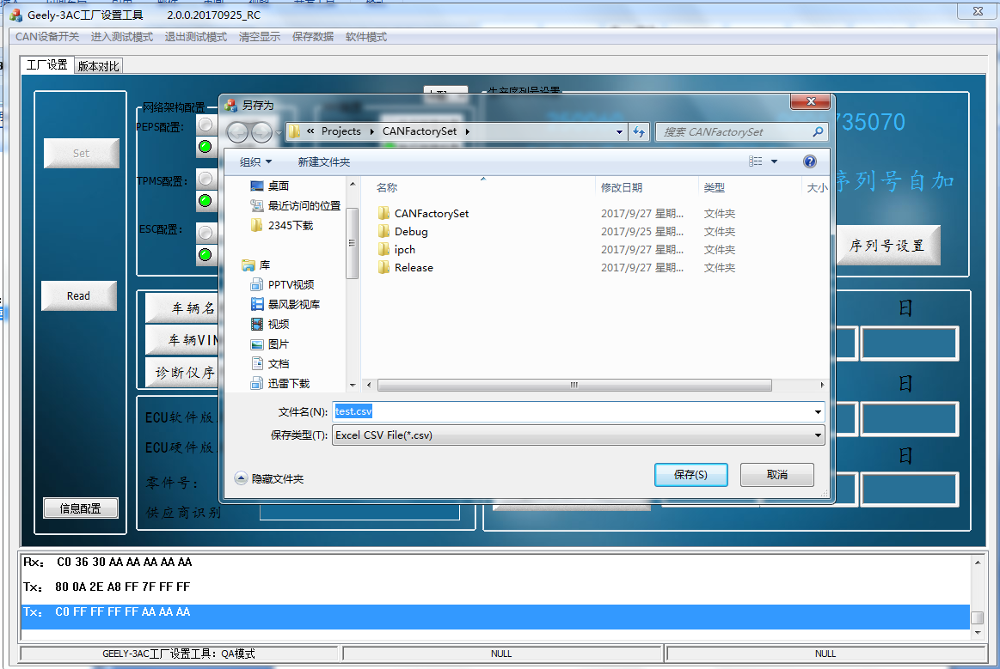 Geely-3AC工厂设置工具 2.0.0.20170925_RC
CAN设备开关 进入测试模式 退出测试模式 清空显示 保存数据 软件模式
工厂设置 版本对比
网络架构配置
生产序列号设置
PEPS配置:
TPMS配置:
ESC配置:
Set
Read
信息配置
车辆名
车辆VIN
诊断仪序
ECU软件版
ECU硬件版
零件号:
供应商识别
735070
序列号自加
序列号设置
日
日
日
另存为
« Projects CANFactorySet
搜索 CANFactorySet
组织 新建文件夹
桌面
最近访问的位置
2345下载
库
PPTV视频
暴风影视库
视频
图片
文档
迅雷下载
名称 修改日期 类型 大小
CANFactorySet 2017/9/27 星期... 文件夹
Debug 2017/9/25 星期... 文件夹
ipch 2017/9/27 星期... 文件夹
Release 2017/9/27 星期... 文件夹
文件名(N): test.csv
保存类型(T): Excel CSV File(*.csv)
隐藏文件夹 保存(S) 取消
Rx: C0 36 30 AA AA AA AA AA
Tx: 80 0A 2E A8 FF 7F FF FF
Tx: C0 FF FF FF FF AA AA AA
GEELY-3AC工厂设置工具: QA模式 NULL NULL